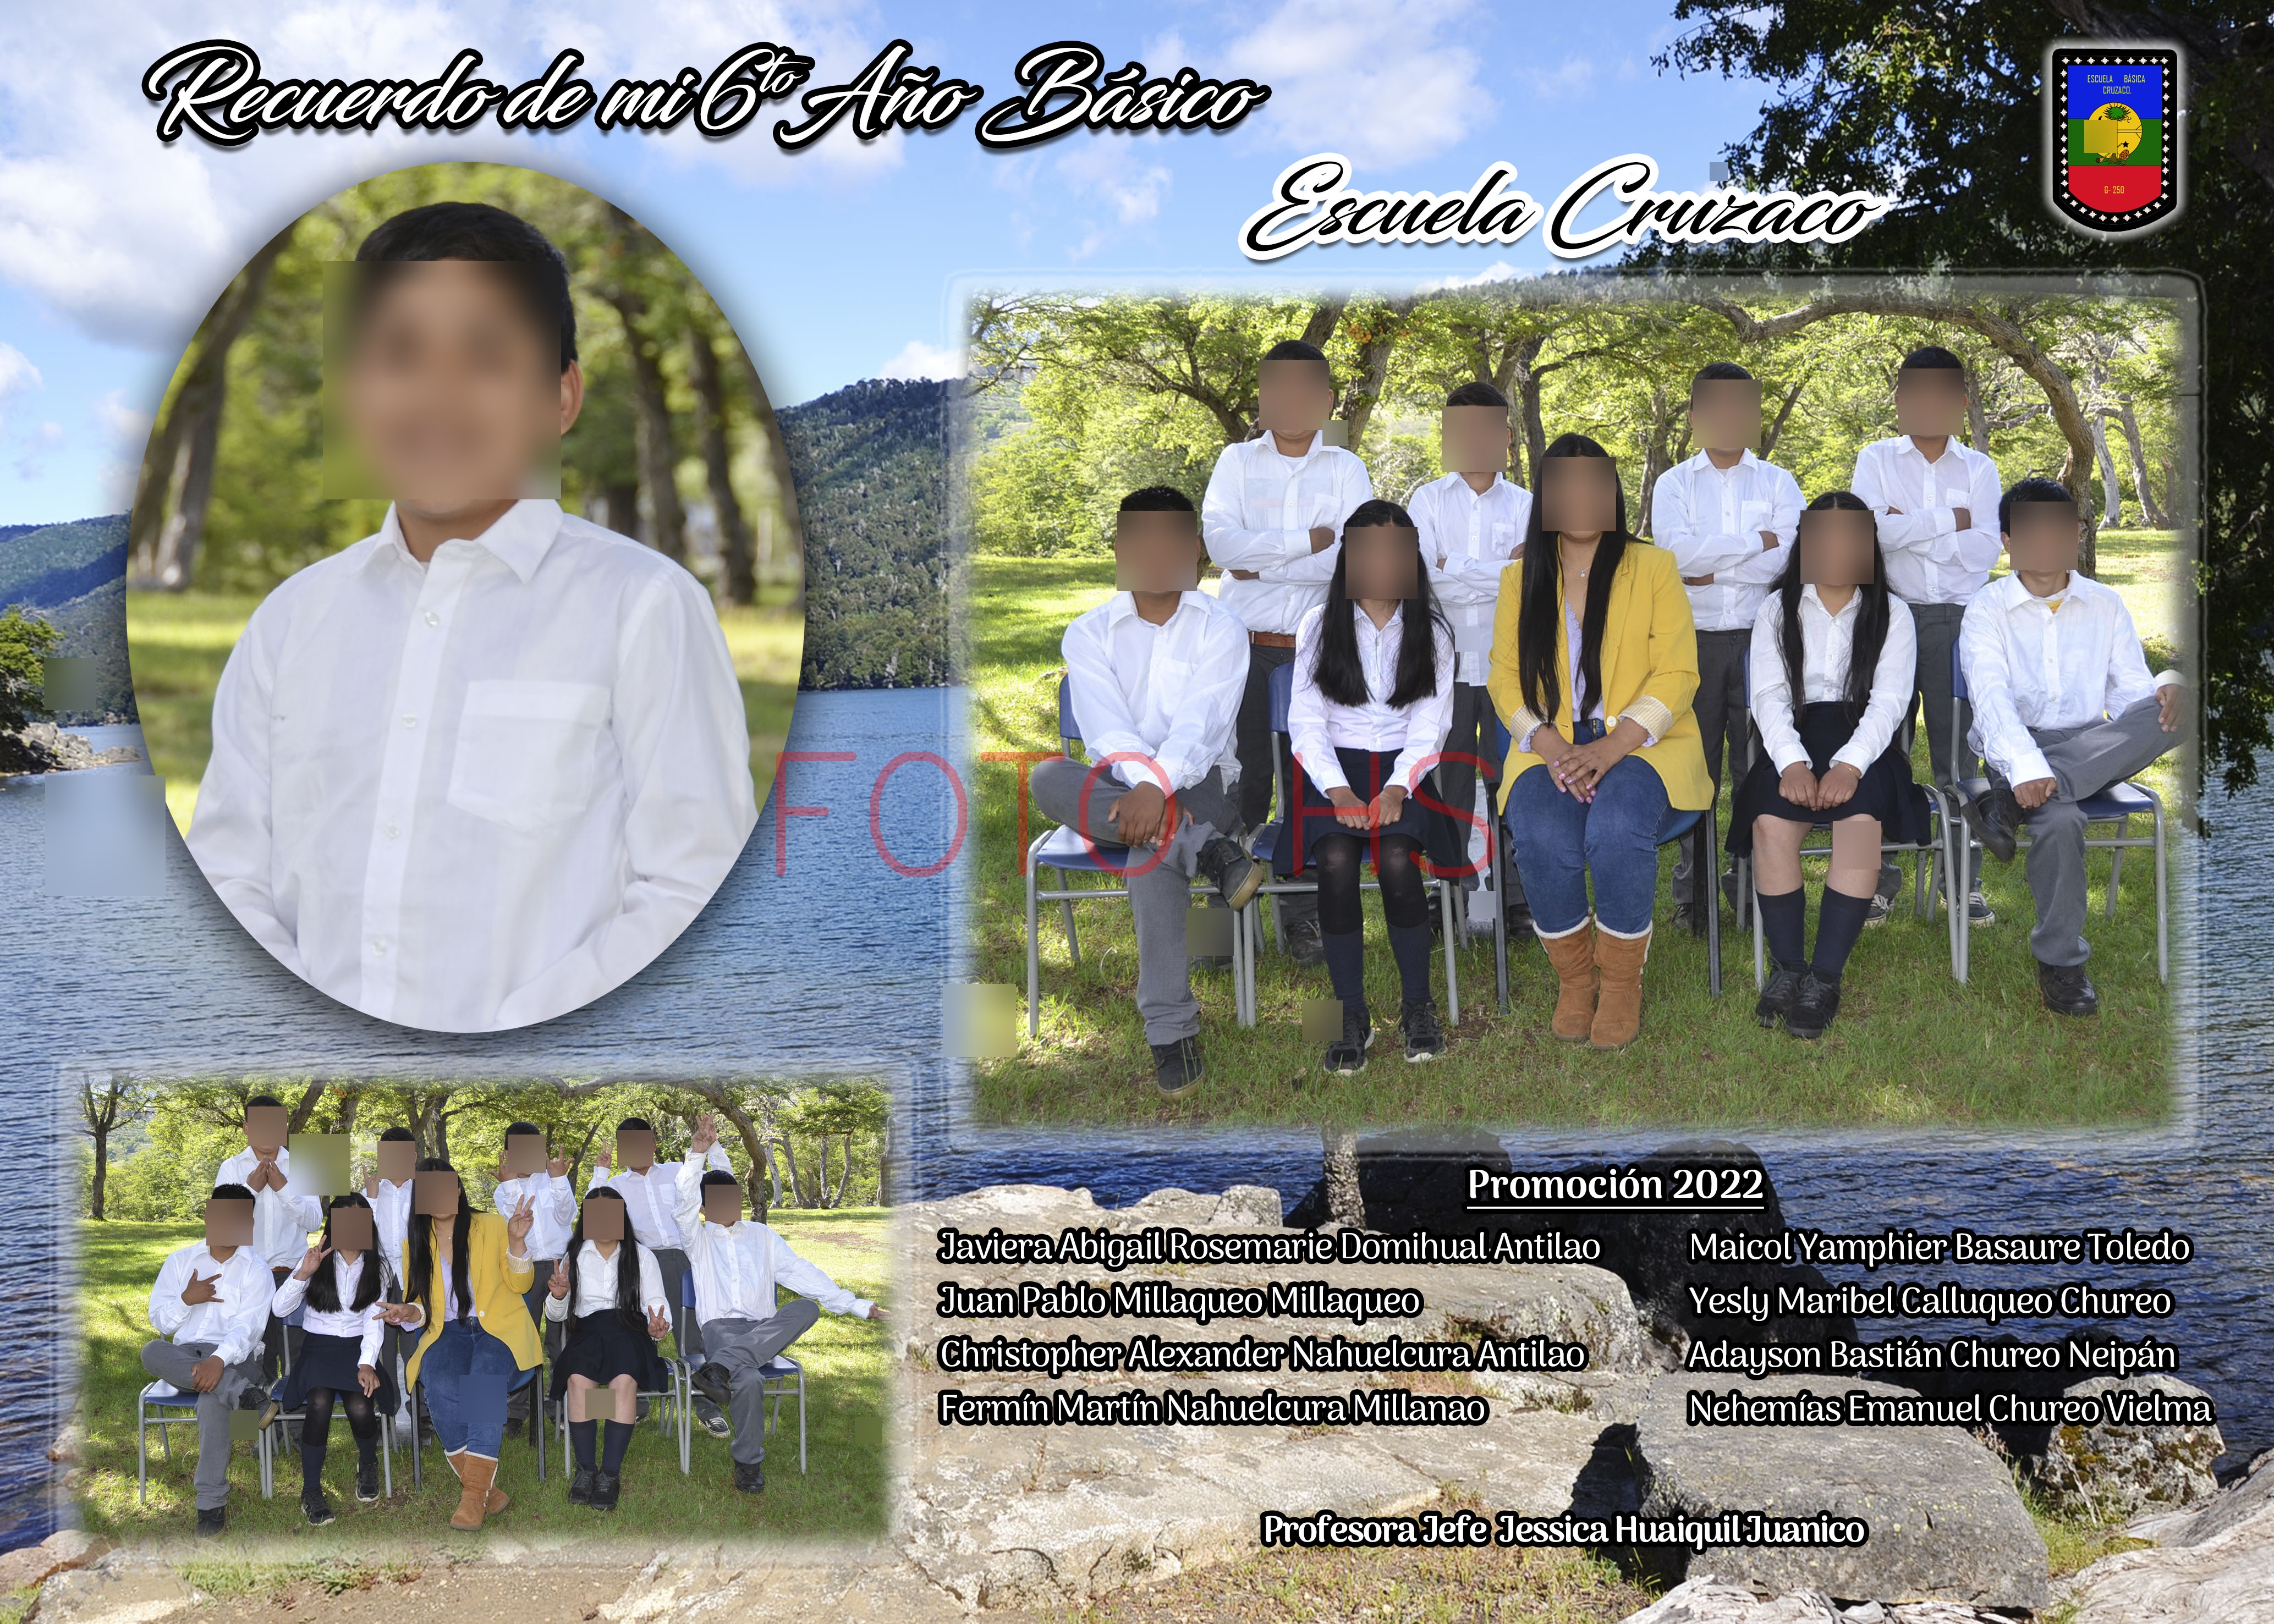 Recuerdo de mi 6to Año Básico
Escuela Cruzaco
ESCUELA BÁSICA
CRUZACO.
G-250
FOTO HS
Promoción 2022
Javiera Abigail Rosemarie Domihual Antilao
Juan Pablo Millaqueo Millaqueo
Christopher Alexander Nahuelcura Antilao
Fermín Martín Nahuelcura Millanao
Maicol Yamphier Basaure Toledo
Yesly Maribel Calluqueo Chureo
Adayson Bastián Chureo Neipán
Nehemías Emanuel Chureo Vielma
Profesora Jefe Jessica Huaiquil Juanico